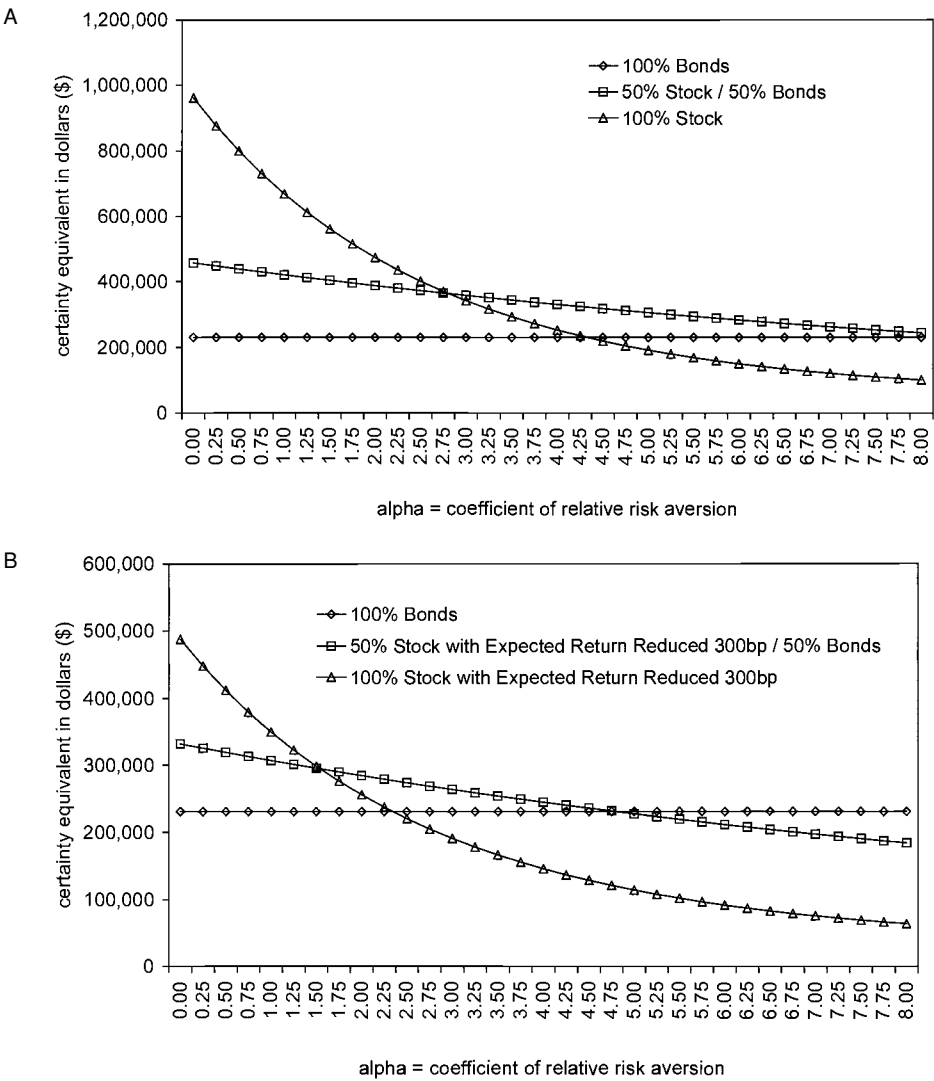 A
1,200,000
1,000,000
800,000
600,000
400,000
200,000
0
certainty equivalent in dollars ($)
100% Bonds
50% Stock / 50% Bonds
100% Stock
0.00 0.25 0.50 0.75 1.00 1.25 1.50 1.75 2.00 2.25 2.50 2.75 3.00 3.25 3.50 3.75 4.00 4.25 4.50 4.75 5.00 5.25 5.50 5.75 6.00 6.25 6.50 6.75 7.00 7.25 7.50 7.75 8.00
alpha = coefficient of relative risk aversion
B
600,000
500,000
400,000
300,000
200,000
100,000
0
certainty equivalent in dollars ($)
100% Bonds
50% Stock with Expected Return Reduced 300bp / 50% Bonds
100% Stock with Expected Return Reduced 300bp
0.00 0.25 0.50 0.75 1.00 1.25 1.50 1.75 2.00 2.25 2.50 2.75 3.00 3.25 3.50 3.75 4.00 4.25 4.50 4.75 5.00 5.25 5.50 5.75 6.00 6.25 6.50 6.75 7.00 7.25 7.50 7.75 8.00
alpha = coefficient of relative risk aversion